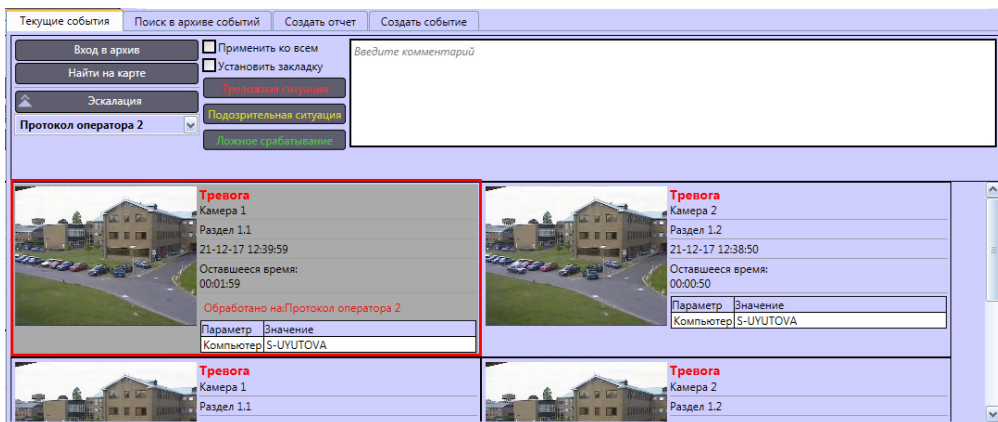 Текущие события
Поиск в архиве событий
Создать отчет
Создать событие
Вход в архив
Найти на карте
Эскалация
Протокол оператора 2
Применить ко всем
Установить закладку
Тревожная ситуация
Подозрительная ситуация
Ложное срабатывание
Введите комментарий
Тревога
Камера 1
Раздел 1.1
21-12-17 12:39:59
Оставшееся время:
00:01:59
Обработано на:Протокол оператора 2
Параметр Значение
Компьютер S-UYUTOVA
Тревога
Камера 2
Раздел 1.2
21-12-17 12:38:50
Оставшееся время:
00:00:50
Параметр Значение
Компьютер S-UYUTOVA
Тревога
Камера 1
Раздел 1.1
Тревога
Камера 2
Раздел 1.2